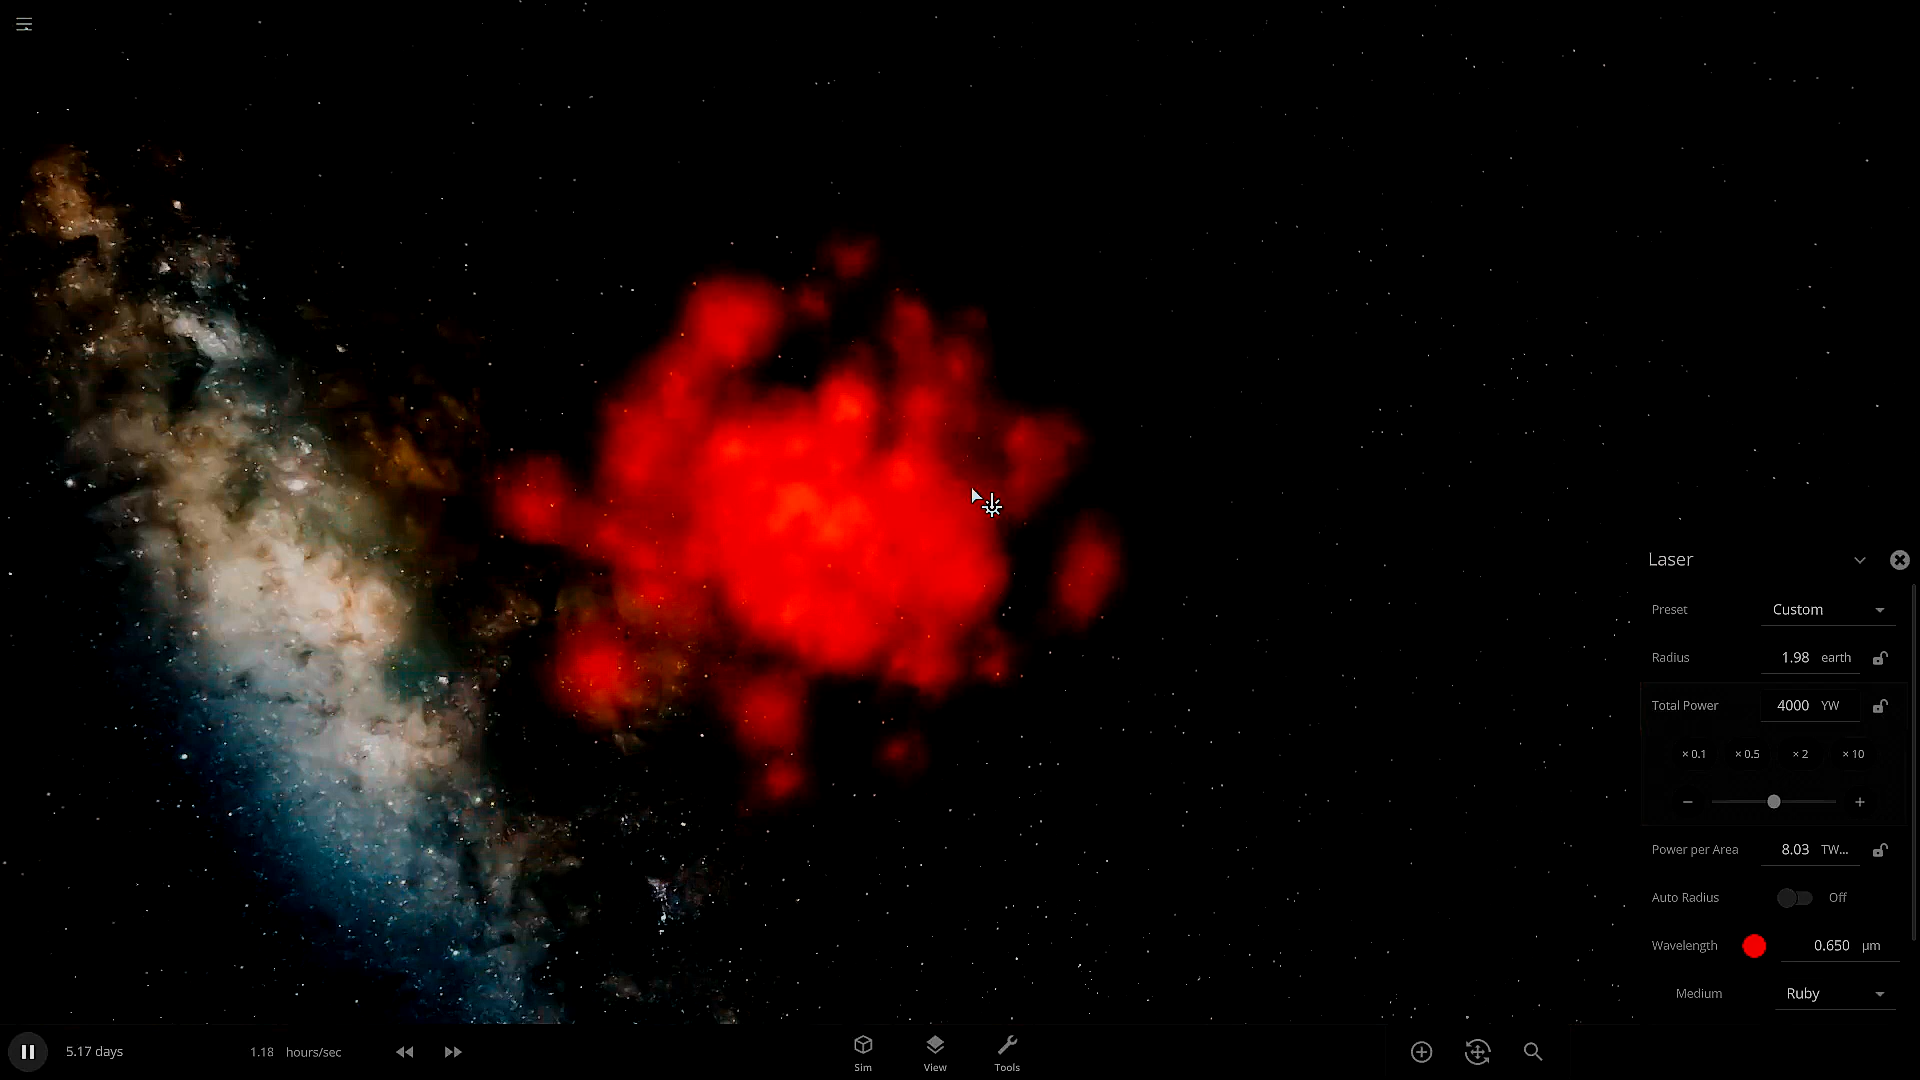 Laser
Preset Custom
Radius 1.98 earth
Total Power 4000 YW
×0.1 ×0.5 ×2 ×10
Power per Area 8.03 TW...
Auto Radius Off
Wavelength 0.650 µm
Medium Ruby
5.17 days 1.18 hours/sec
Sim View Tools